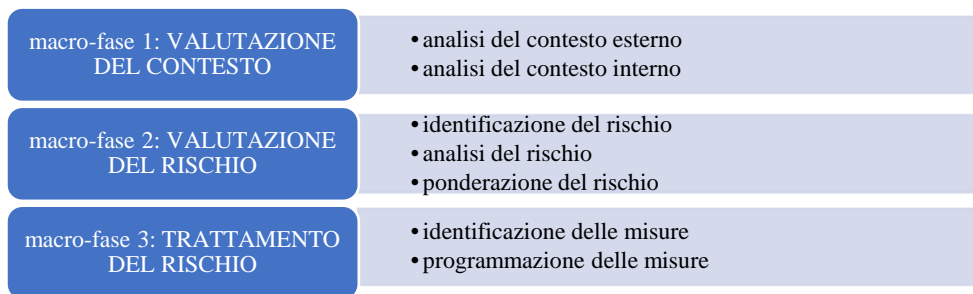 macro-fase 1: VALUTAZIONE
DEL CONTESTO
• analisi del contesto esterno
• analisi del contesto interno
macro-fase 2: VALUTAZIONE
DEL RISCHIO
• identificazione del rischio
• analisi del rischio
• ponderazione del rischio
macro-fase 3: TRATTAMENTO
DEL RISCHIO
• identificazione delle misure
• programmazione delle misure